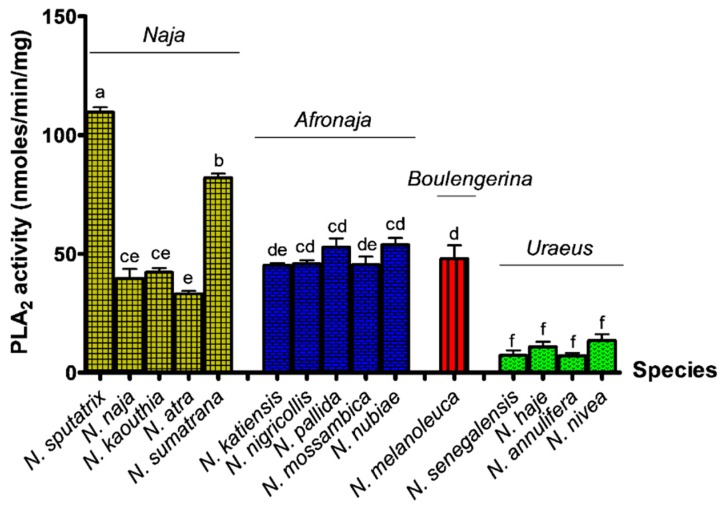 150
100
50
0
PLA2 activity (nmoles/min/mg)
Naja
Afronaja
Boulengerina
Uraeus
a
ce
ce
e
b
de
cd
cd
de
cd
d
f
f
f
f
Species
N. sputatrix
N. naja
N. kaouthia
N. atra
N. sumatrana
N. katiensis
N. nigricollis
N. pallida
N. mossambica
N. nubiae
N. melanoleuca
N. senegalensis
N. haje
N. annulifera
N. nivea